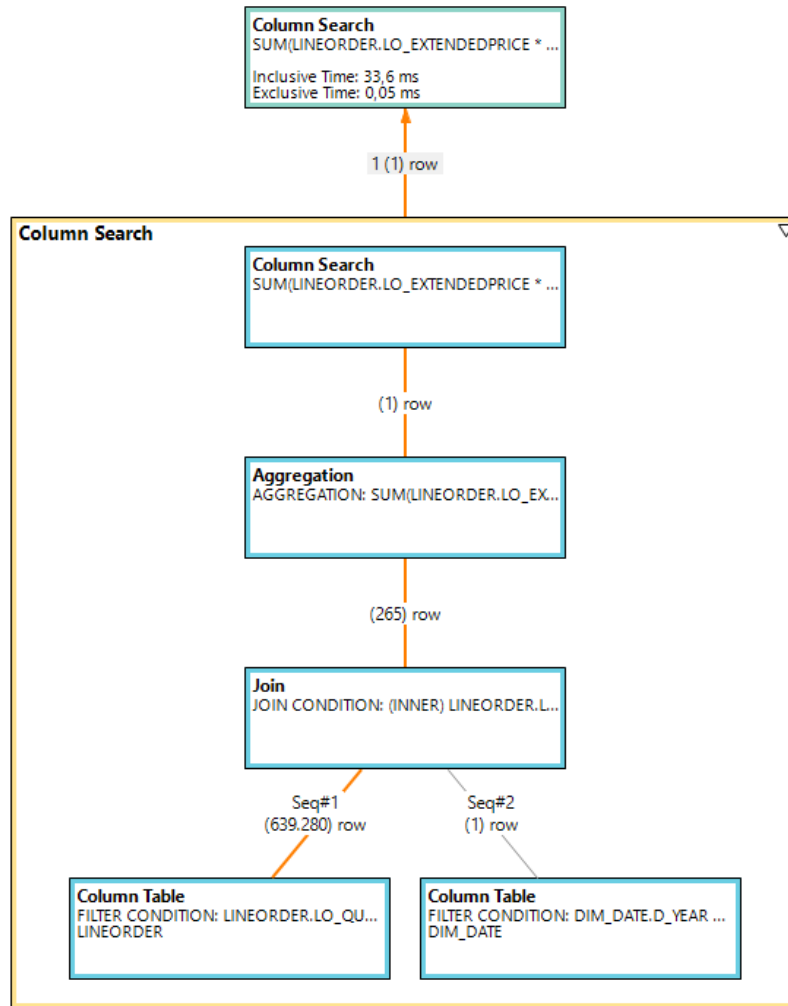 Column Search
SUM(LINEORDER.LO_EXTENDEDPRICE * ...
Inclusive Time: 33,6 ms
Exclusive Time: 0,05 ms
1 (1) row
Column Search
Column Search
SUM(LINEORDER.LO_EXTENDEDPRICE * ...
(1) row
Aggregation
AGGREGATION: SUM(LINEORDER.LO_EX...
(265) row
Join
JOIN CONDITION: (INNER) LINEORDER.L...
Seq#1
(639.280) row
Seq#2
(1) row
Column Table
FILTER CONDITION: LINEORDER.LO_QU...
LINEORDER
Column Table
FILTER CONDITION: DIM_DATE.D_YEAR ...
DIM_DATE